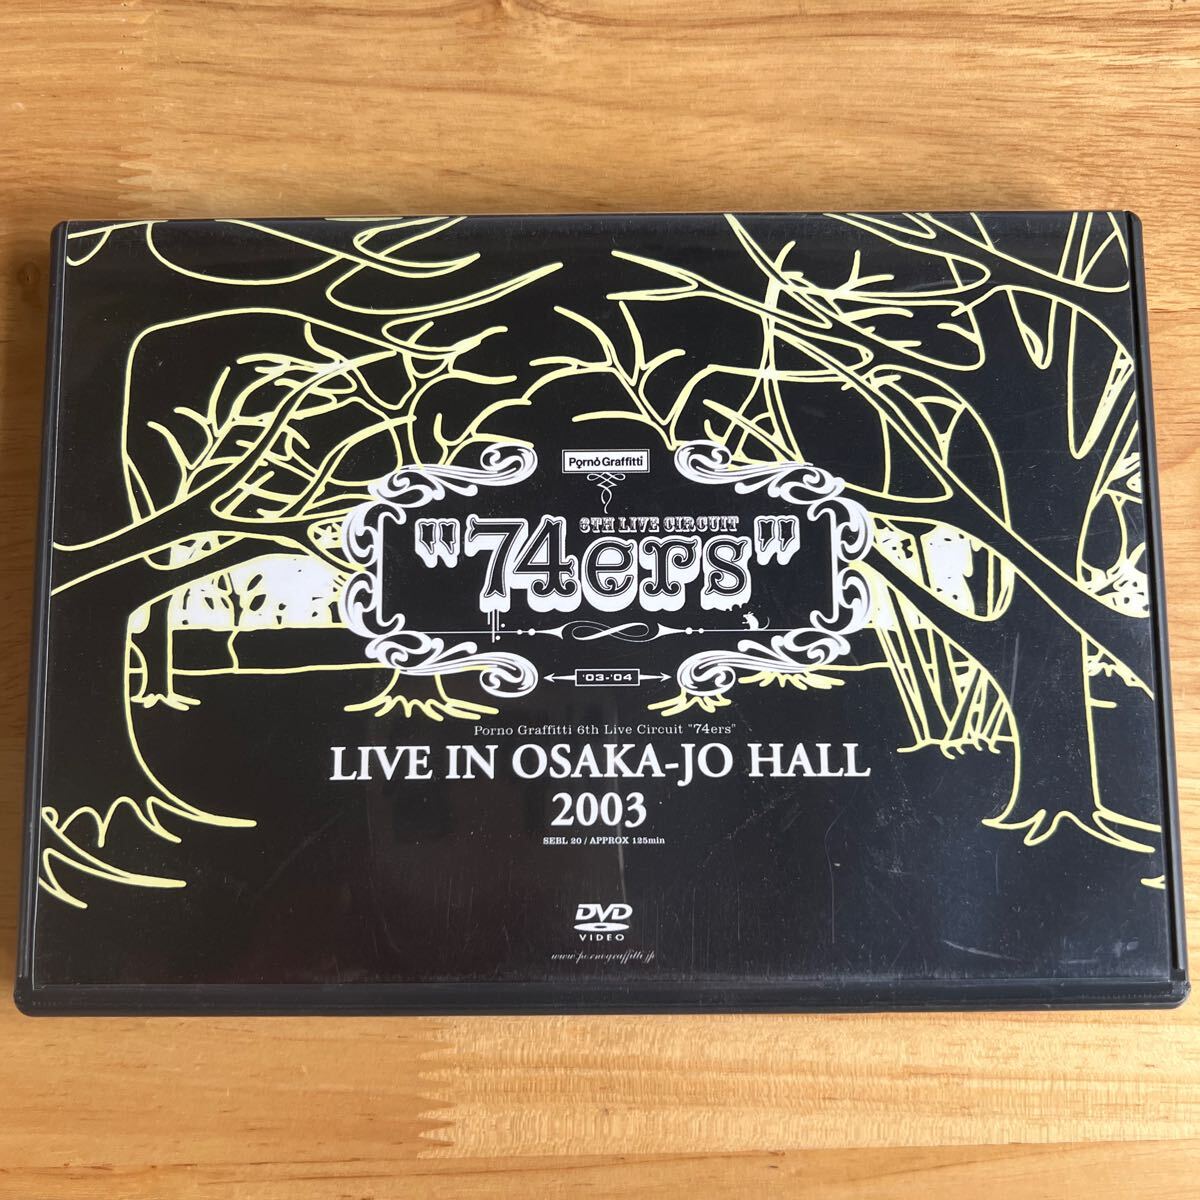 Porno Graffitti
6TH LIVE CIRCUIT
"74ers"
'03-'04
Porno Graffitti 6th Live Circuit "74ers"
LIVE IN OSAKA-JO HALL
2003
SEBL 20 / APPROX 125min
DVD
VIDEO
www.pornograffitti.jp